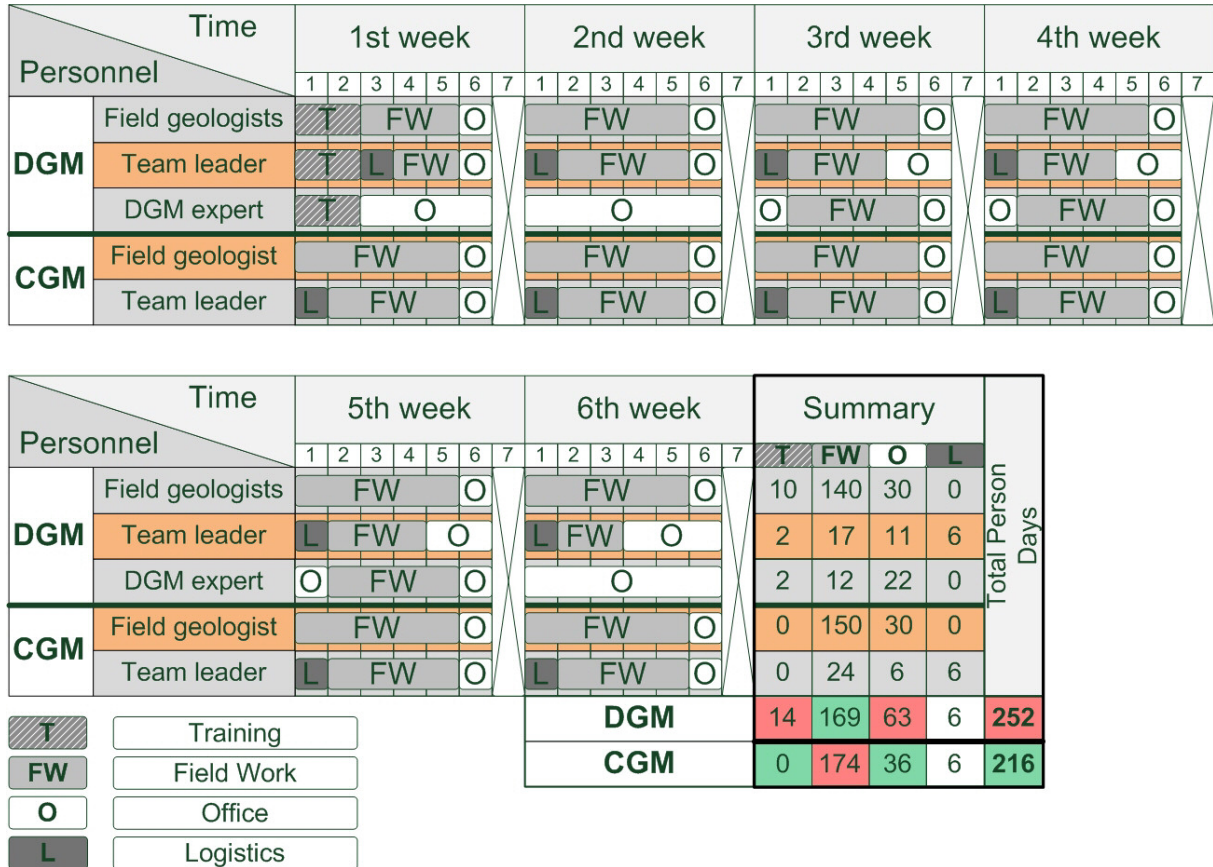 Time
1st week 2nd week 3rd week 4th week
Personnel
1 2 3 4 5 6 7 1 2 3 4 5 6 7 1 2 3 4 5 6 7 1 2 3 4 5 6 7
DGM
Field geologists T FW O FW O FW O FW O
Team leader T L FW O L FW O L FW O L FW O
DGM expert T O O O FW O O FW O
CGM
Field geologist FW O FW O FW O FW O
Team leader L FW O L FW O L FW O L FW O
Time
5th week 6th week Summary
Personnel
1 2 3 4 5 6 7 1 2 3 4 5 6 7 T FW O L
Total Person Days
DGM
Field geologists FW O FW O 10 140 30 0
Team leader L FW O L FW O 2 17 11 6
DGM expert O FW O O 2 12 22 0
CGM
Field geologist FW O FW O 0 150 30 0
Team leader L FW O L FW O 0 24 6 6
DGM 14 169 63 6 252
CGM 0 174 36 6 216
T Training
FW Field Work
O Office
L Logistics